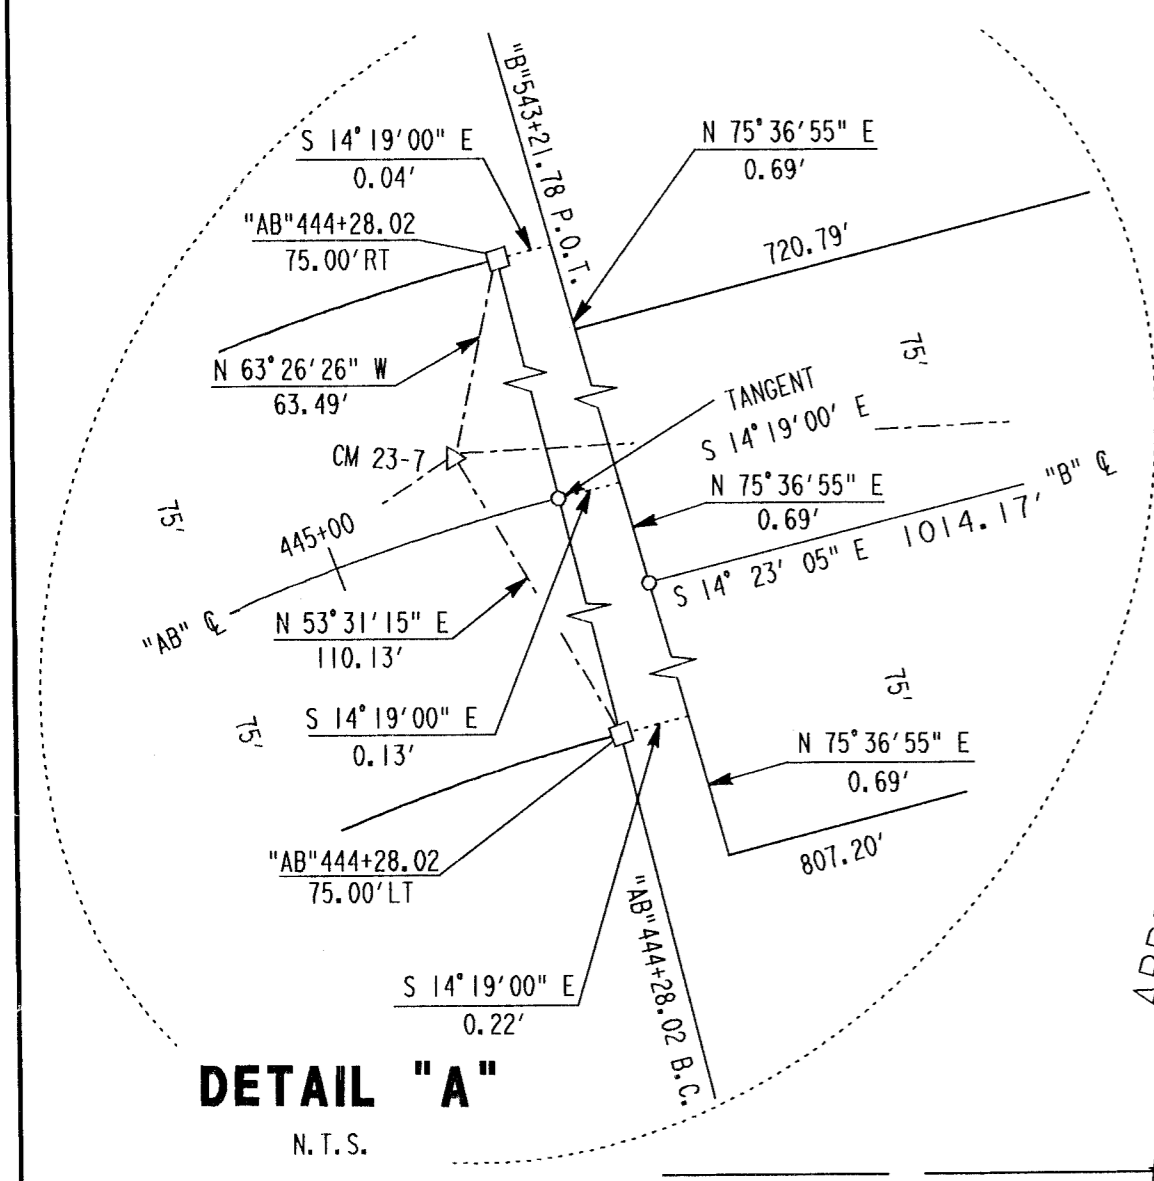 "B"543+21.78 P.O.T.
S 14°19'00" E
0.04'
N 75°36'55" E
0.69'
"AB"444+28.02
75.00'RT
720.79'
N 63°26'26" W
63.49'
75'
TANGENT
S 14°19'00' E
CM 23-7
N 75°36'55" E
0.69'
"B" ℄
75'
445+00
S 14° 23' 05" E 1014.17'
"AB" ℄
N 53°31'15" E
110.13'
75'
S 14°19'00" E
0.13'
75'
N 75°36'55" E
0.69'
"AB"444+28.02
75.00'LT
807.20'
"AB"444+28.02 B.C.
S 14°19'00" E
0.22'
DETAIL "A"
N.T.S.